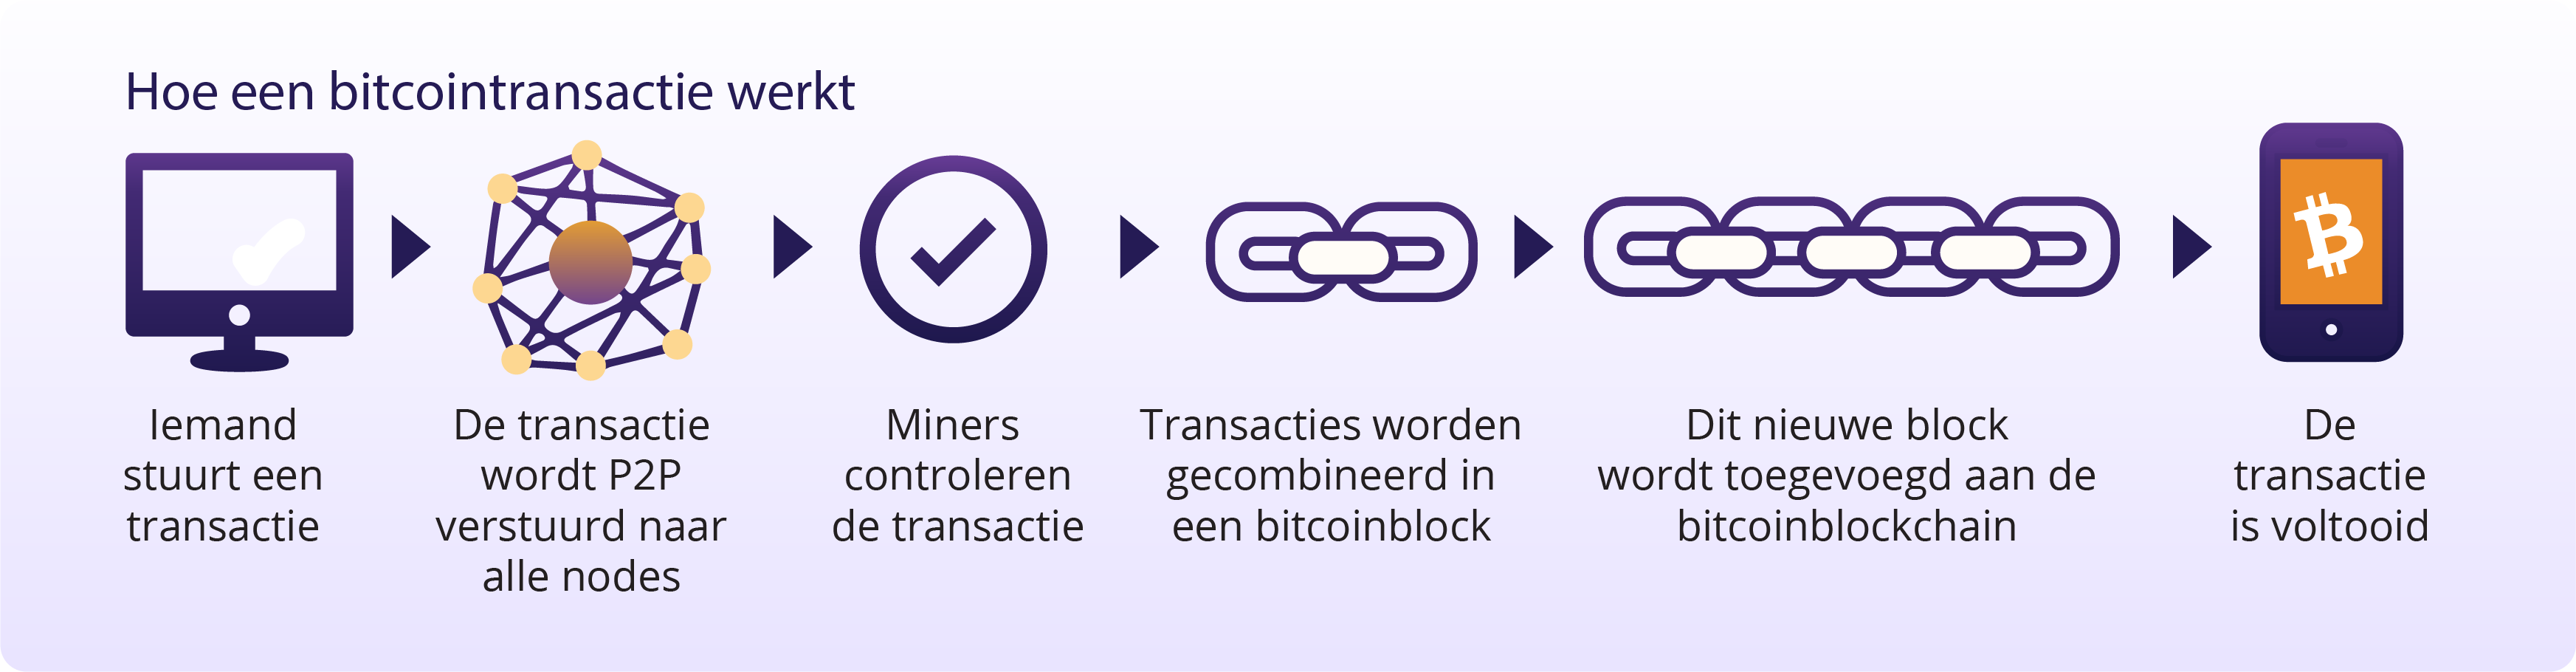 Hoe een bitcointransactie werkt
Iemand
stuurt een
transactie
De transactie
wordt P2P
verstuurd naar
alle nodes
Miners
controleren
de transactie
Transacties worden
gecombineerd in
een bitcoinblock
Dit nieuwe block
wordt toegevoegd aan de
bitcoinblockchain
De
transactie
is voltooid